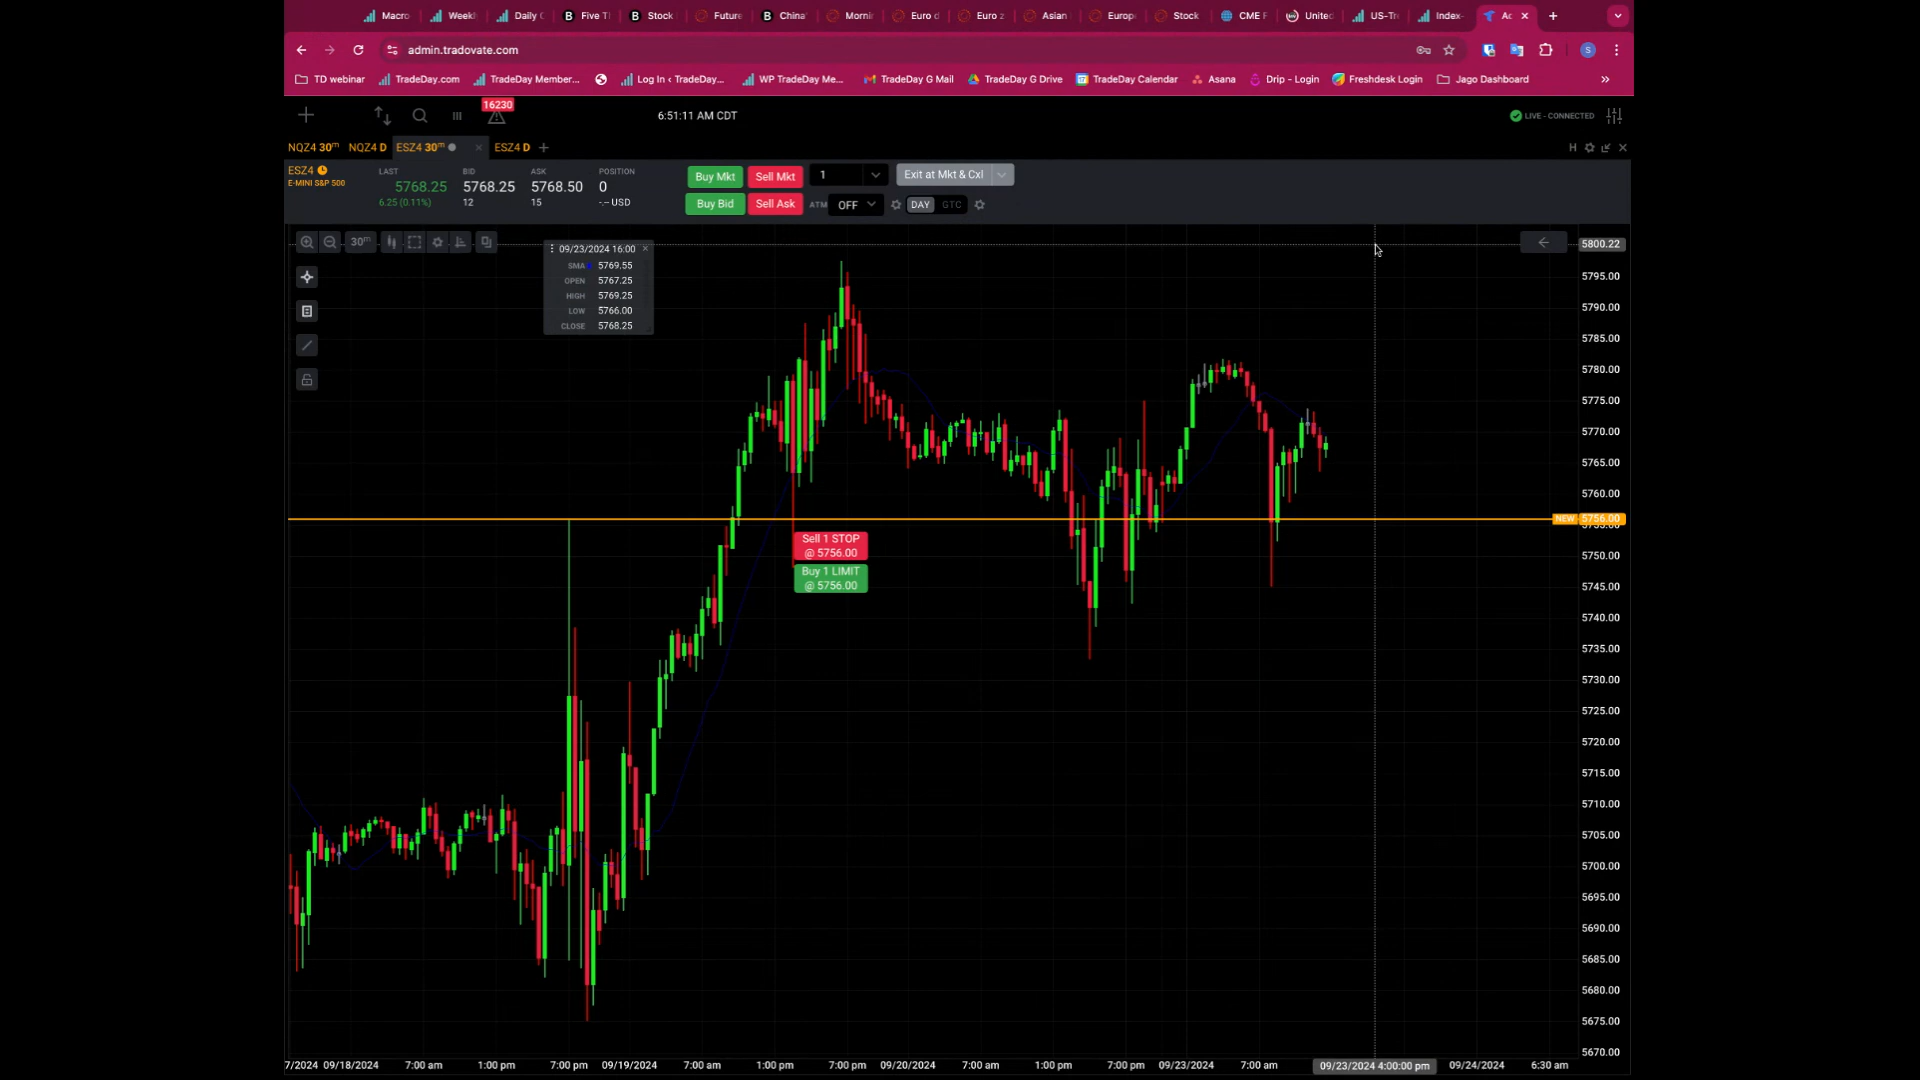 Macro
Weekl
Daily
Five Ti
Stock
Future
China'
Morni
Euro d
Euro z
Asian
Europe
Stock
CME F
United
US-Tr
Index-
Ac
admin.tradovate.com
S
TD webinar
TradeDay.com
TradeDay Member...
Log In ‹ TradeDay...
WP TradeDay Me...
TradeDay G Mail
TradeDay G Drive
TradeDay Calendar
Asana
Drip - Login
Freshdesk Login
Jago Dashboard
»
16230
6:51:11 AM CDT
LIVE - CONNECTED
NQZ4 30m
NQZ4 D
ESZ4 30m
ESZ4 D
H
ESZ4
E-MINI S&P 500
LAST
5768.25
6.25 (0.11%)
BID
5768.25
12
ASK
5768.50
15
POSITION
0
-.-- USD
Buy Mkt
Sell Mkt
1
Exit at Mkt & Cxl
Buy Bid
Sell Ask
ATM
OFF
DAY
GTC
30m
09/23/2024 16:00
SMA 5769.55
OPEN 5767.25
HIGH 5769.25
LOW 5766.00
CLOSE 5768.25
5800.22
5795.00
5790.00
5785.00
5780.00
5775.00
5770.00
5765.00
5760.00
NEW 5756.00
5750.00
5745.00
5740.00
5735.00
5730.00
5725.00
5720.00
5715.00
5710.00
5705.00
5700.00
5695.00
5690.00
5685.00
5680.00
5675.00
5670.00
Sell 1 STOP
@ 5756.00
Buy 1 LIMIT
@ 5756.00
7/2024
09/18/2024
7:00 am
1:00 pm
7:00 pm
09/19/2024
7:00 am
1:00 pm
7:00 pm
09/20/2024
7:00 am
1:00 pm
7:00 pm
09/23/2024
7:00 am
09/23/2024 4:00:00 pm
09/24/2024
6:30 am